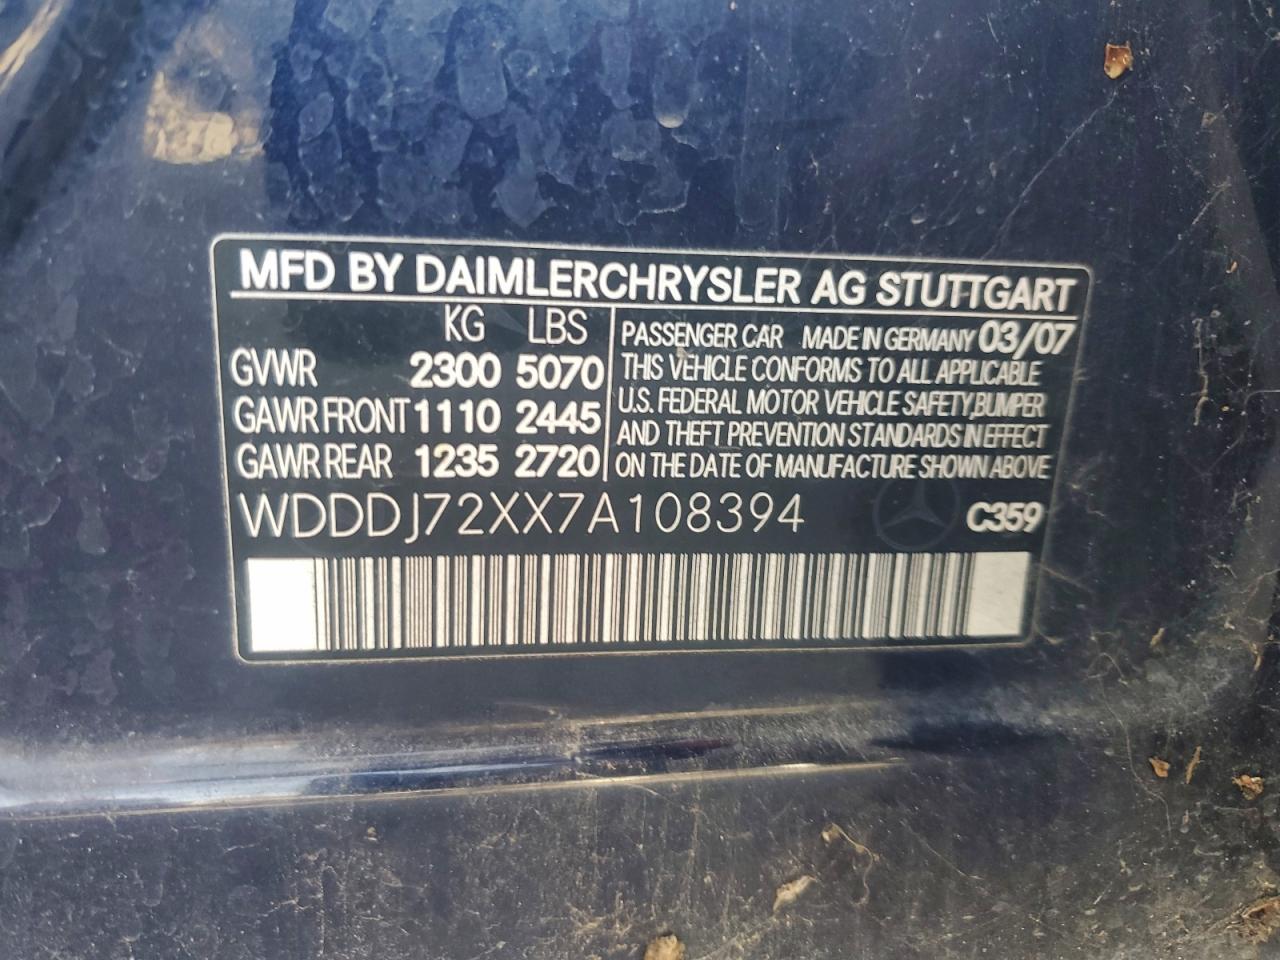 MFD BY DAIMLERCHRYSLER AG STUTTGART
KG LBS
GVWR 2300 5070
GAWR FRONT 1110 2445
GAWR REAR 1235 2720
PASSENGER CAR MADE IN GERMANY 03/07
THIS VEHICLE CONFORMS TO ALL APPLICABLE
U.S. FEDERAL MOTOR VEHICLE SAFETY,BUMPER
AND THEFT PREVENTION STANDARDS IN EFFECT
ON THE DATE OF MANUFACTURE SHOWN ABOVE
WDDDJ72XX7A108394 C359